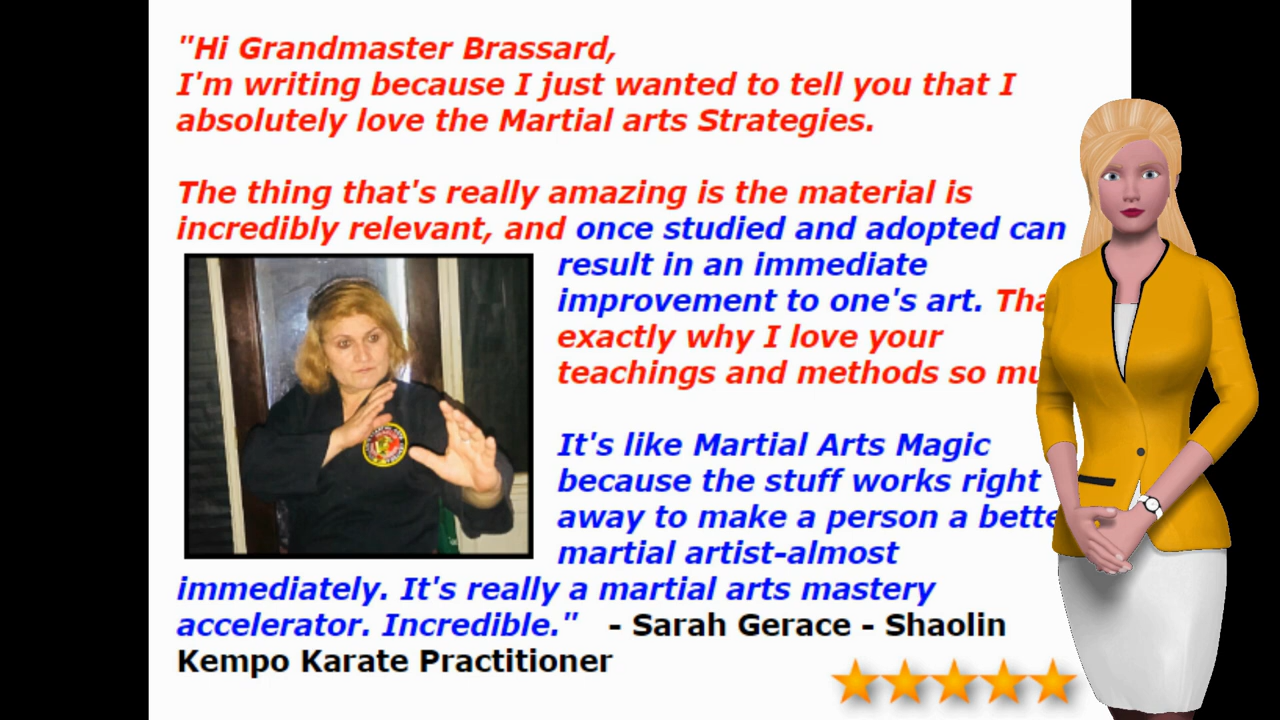 "Hi Grandmaster Brassard,
I'm writing because I just wanted to tell you that I
absolutely love the Martial arts Strategies.
The thing that's really amazing is the material is
incredibly relevant, and once studied and adopted can
result in an immediate
improvement to one's art.
exactly why I love your
teachings and methods so
It's like Martial Arts Magic
because the stuff works right
away to make a person a
martial artist-almost
immediately. It's really a martial arts mastery
accelerator. Incredible." - Sarah Gerace - Shaolin
Kempo Karate Practitioner